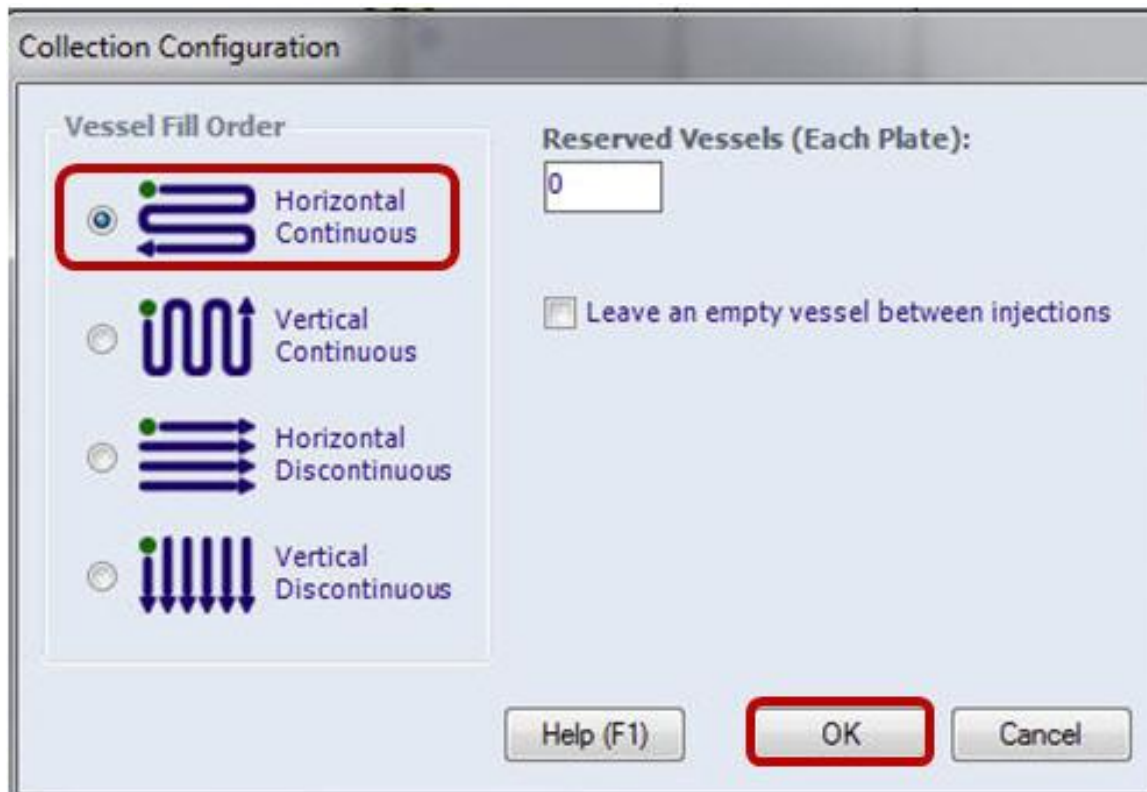 Collection Configuration
Vessel Fill Order
Horizontal
Continuous
Vertical
Continuous
Horizontal
Discontinuous
Vertical
Discontinuous
Reserved Vessels (Each Plate):
0
Leave an empty vessel between injections
Help (F1)
OK
Cancel